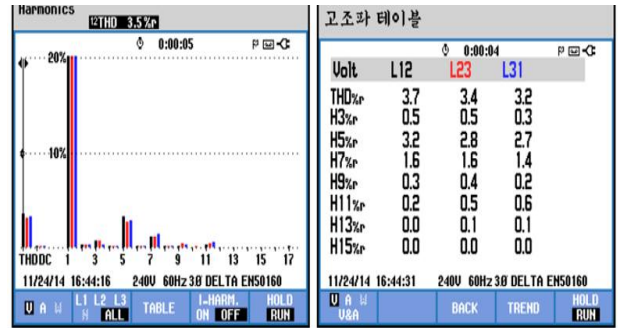 Harmonics
12THD 3.5%r
0:00:05
20%
10%
THDDC 1 3 5 7 9 11 13 15 17
11/24/14 16:44:16 240V 60Hz 3Ø DELTA EN50160
V A W
L1 L2 L3
N ALL
TABLE
I-HARM.
ON OFF
HOLD
RUN
고조파 테이블
0:00:04
Volt L12 L23 L31
THD%r 3.7 3.4 3.2
H3%r 0.5 0.5 0.3
H5%r 3.2 2.8 2.7
H7%r 1.6 1.6 1.4
H9%r 0.3 0.4 0.2
H11%r 0.2 0.5 0.6
H13%r 0.0 0.1 0.1
H15%r 0.0 0.0 0.0
11/24/14 16:44:31 240V 60Hz 3Ø DELTA EN50160
V A W
V&A
BACK
TREND
HOLD
RUN